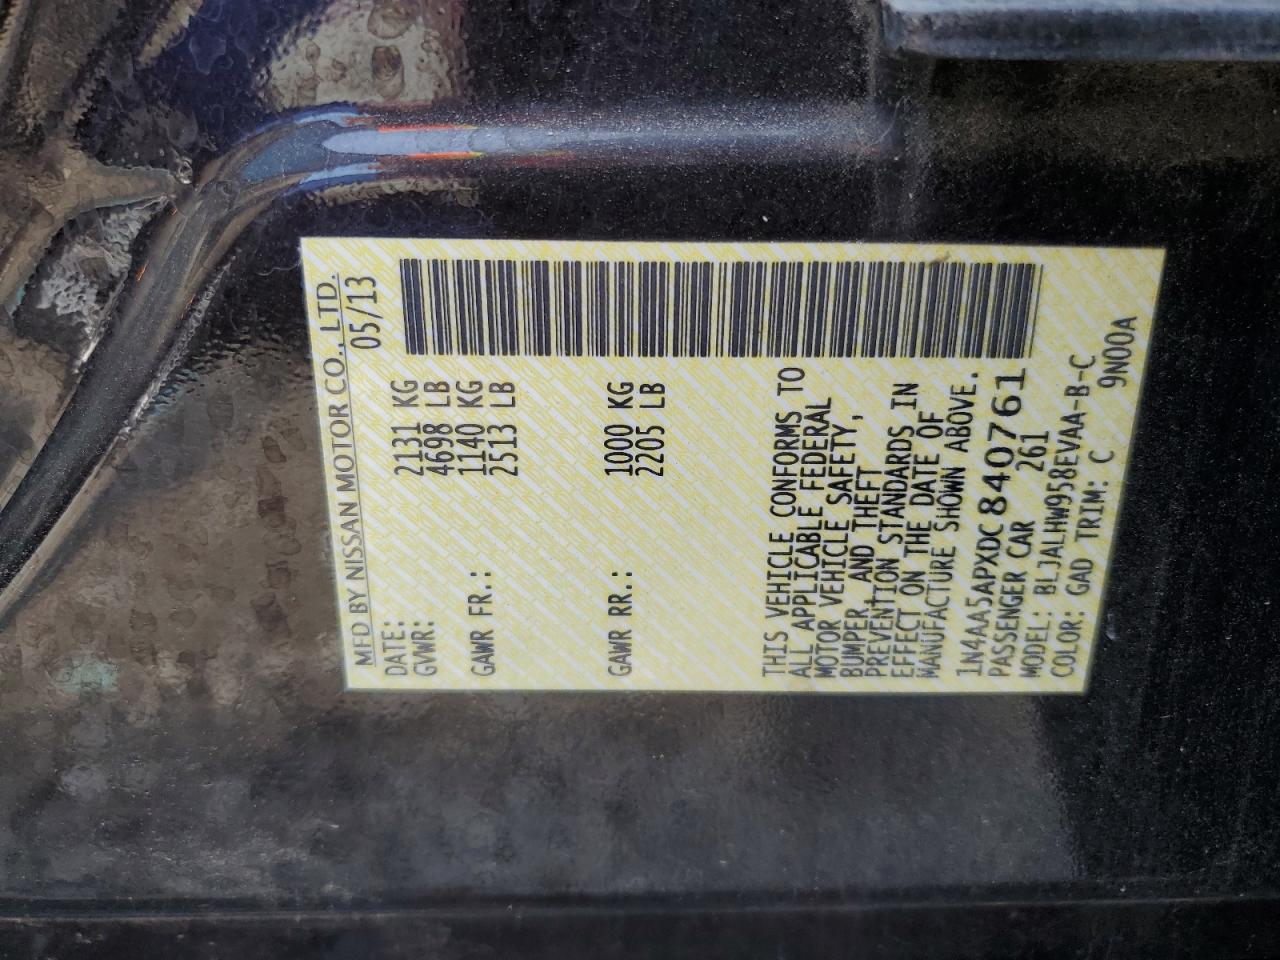 MFD BY NISSAN MOTOR CO., LTD.
DATE: 05/13
GVWR: 2131 KG
4698 LB
GAWR FR.: 1140 KG
2513 LB
GAWR RR.: 1000 KG
2205 LB
THIS VEHICLE CONFORMS TO
ALL APPLICABLE FEDERAL
MOTOR VEHICLE SAFETY,
BUMPER, AND THEFT
PREVENTION STANDARDS IN
EFFECT ON THE DATE OF
MANUFACTURE SHOWN ABOVE.
1N4AA5APXDC840761
PASSENGER CAR 261
MODEL: BLJALHW958EVAA-B-C
COLOR: GAD TRIM: C 9N00A